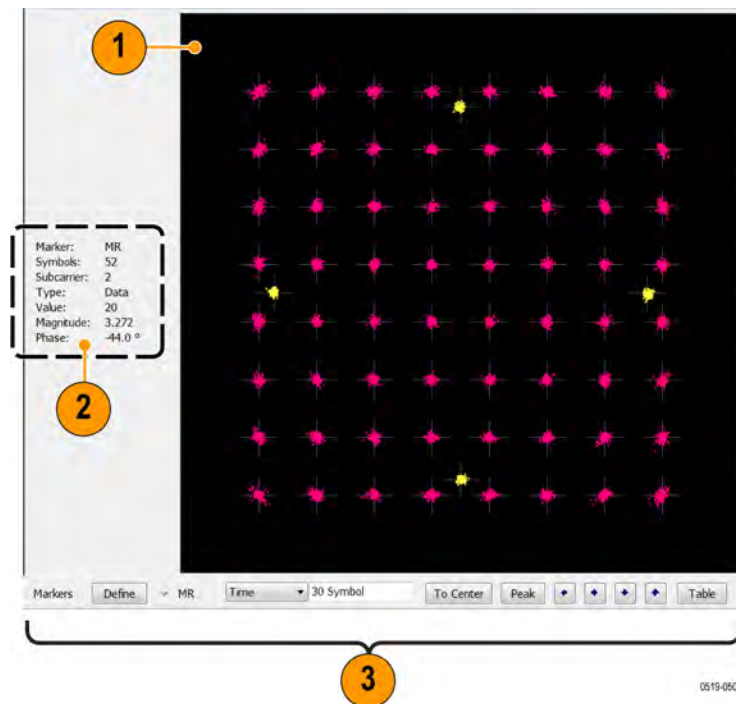 1
Marker: MR
Symbols: 52
Subcarrier: 2
Type: Data
Value: 20
Magnitude: 3.272
Phase: -44.0 °
2
Markers Define MR Time 30 Symbol To Center Peak Table
3
0519-050